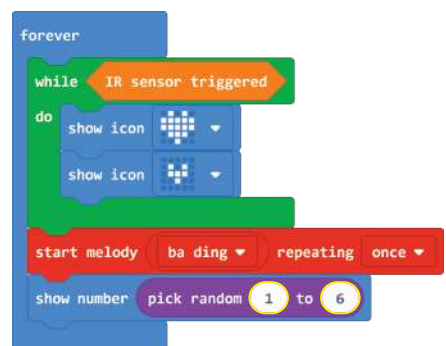 forever
while IR sensor triggered
do
show icon
show icon
start melody ba ding repeating once
show number pick random 1 to 6